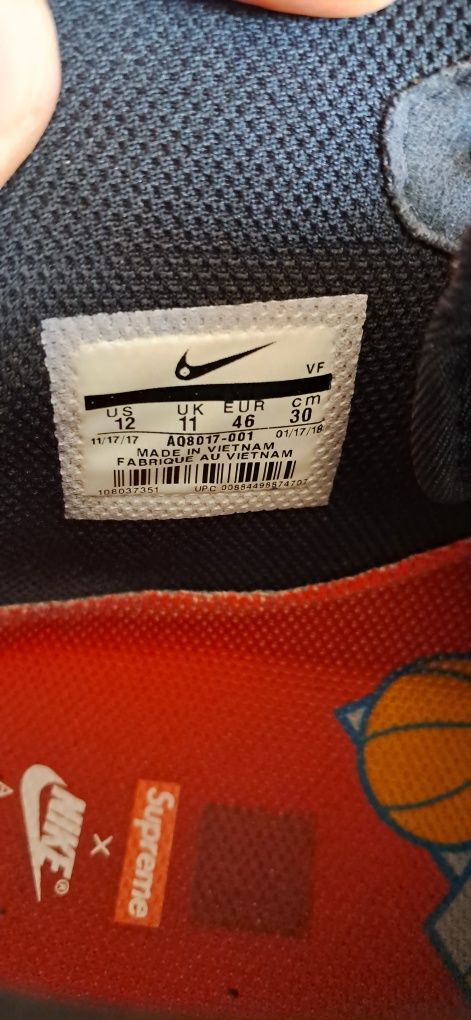 VF
US UK EUR cm
12 11 46 30
11/17/17 AQ8017-001 01/17/18
MADE IN VIETNAM
FABRIQUE AU VIETNAM
108037351 UPC 00884498874707
NIKE® × Supreme